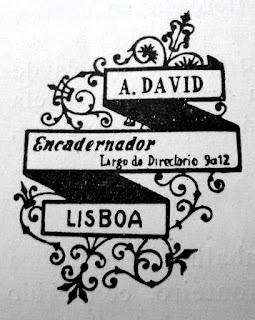 A. DAVID
Encadernador
Largo do Directorio 9a12
LISBOA